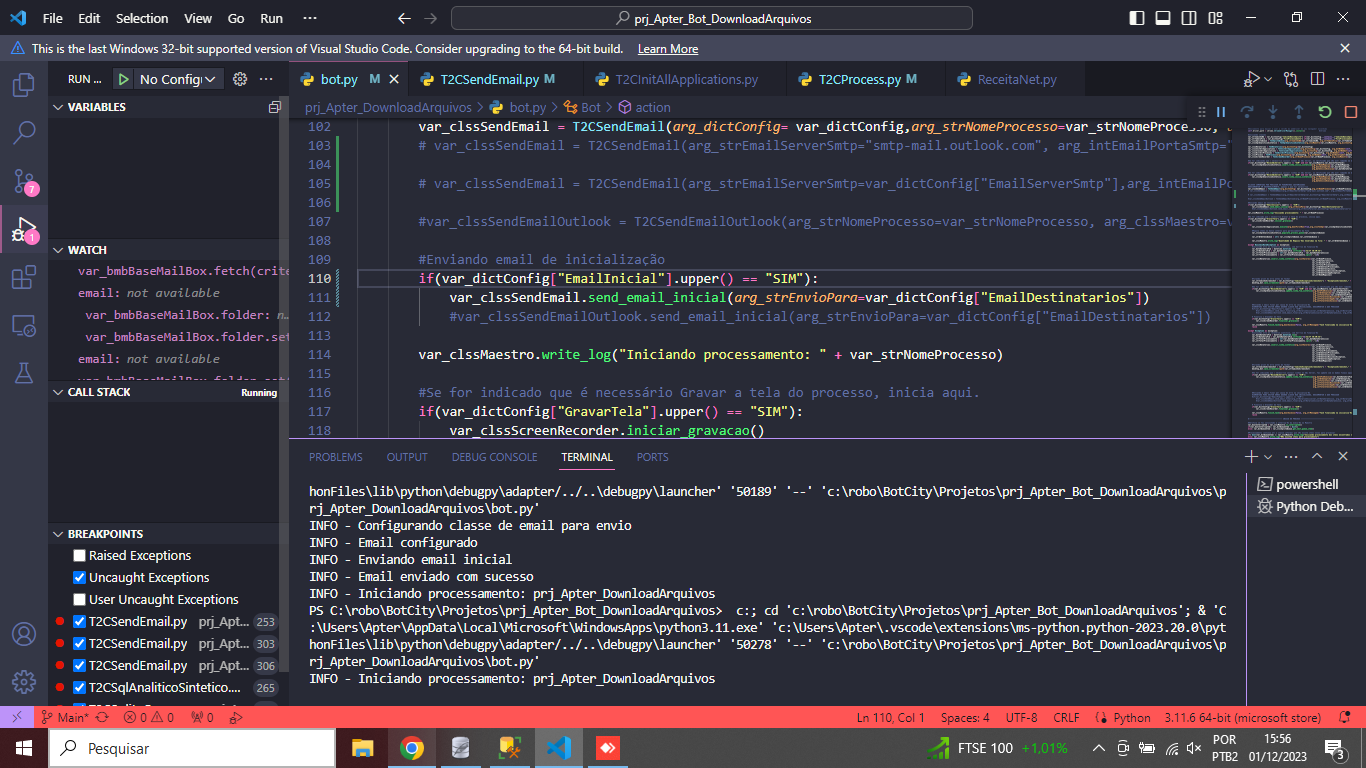 File Edit Selection View Go Run ··· prj_Apter_Bot_DownloadArquivos
This is the last Windows 32-bit supported version of Visual Studio Code. Consider upgrading to the 64-bit build. Learn More
RUN ... No Config
bot.py M T2CSendEmail.py M T2CInitAllApplications.py T2CProcess.py M ReceitaNet.py
prj_Apter_DownloadArquivos > bot.py > Bot > action
VARIABLES
7
1
WATCH
var_bmbBaseMailBox.fetch(crite
email: not available
var_bmbBaseMailBox.folder: n…
var_bmbBaseMailBox.folder.set
email: not available
CALL STACK Running
BREAKPOINTS
Raised Exceptions
Uncaught Exceptions
User Uncaught Exceptions
T2CSendEmail.py prj_Apt... 253
T2CSendEmail.py prj_Apt... 303
T2CSendEmail.py prj_Apt... 306
T2CSqlAnaliticoSintetico.... 265
102 var_clssSendEmail = T2CSendEmail(arg_dictConfig= var_dictConfig,arg_strNomeProcesso=var_strNomeProcesso,
103 # var_clssSendEmail = T2CSendEmail(arg_strEmailServerSmtp="smtp-mail.outlook.com", arg_intEmailPortaSmtp="
104
105 # var_clssSendEmail = T2CSendEmail(arg_strEmailServerSmtp=var_dictConfig["EmailServerSmtp"],arg_intEmailPo
106
107 #var_clssSendEmailOutlook = T2CSendEmailOutlook(arg_strNomeProcesso=var_strNomeProcesso, arg_clssMaestro=v
108
109 #Enviando email de inicialização
110 if(var_dictConfig["EmailInicial"].upper() == "SIM"):
111 var_clssSendEmail.send_email_inicial(arg_strEnvioPara=var_dictConfig["EmailDestinatarios"])
112 #var_clssSendEmailOutlook.send_email_inicial(arg_strEnvioPara=var_dictConfig["EmailDestinatarios"])
113
114 var_clssMaestro.write_log("Iniciando processamento: " + var_strNomeProcesso)
115
116 #Se for indicado que é necessário Gravar a tela do processo, inicia aqui.
117 if(var_dictConfig["GravarTela"].upper() == "SIM"):
118 var_clssScreenRecorder.iniciar_gravacao()
PROBLEMS OUTPUT DEBUG CONSOLE TERMINAL PORTS
honFiles\lib\python\debugpy\adapter/../..\debugpy\launcher' '50189' '--' 'c:\robo\BotCity\Projetos\prj_Apter_Bot_DownloadArquivos\p
rj_Apter_DownloadArquivos\bot.py'
INFO - Configurando classe de email para envio
INFO - Email configurado
INFO - Enviando email inicial
INFO - Email enviado com sucesso
INFO - Iniciando processamento: prj_Apter_DownloadArquivos
PS C:\robo\BotCity\Projetos\prj_Apter_Bot_DownloadArquivos> c:; cd 'c:\robo\BotCity\Projetos\prj_Apter_Bot_DownloadArquivos'; & 'C
:\Users\Apter\AppData\Local\Microsoft\WindowsApps\python3.11.exe' 'c:\Users\Apter\.vscode\extensions\ms-python.python-2023.20.0\pyt
honFiles\lib\python\debugpy\adapter/../..\debugpy\launcher' '50278' '--' 'c:\robo\BotCity\Projetos\prj_Apter_Bot_DownloadArquivos\p
rj_Apter_DownloadArquivos\bot.py'
INFO - Iniciando processamento: prj_Apter_DownloadArquivos
powershell
Python Deb...
Main* 0 0 0 Ln 110, Col 1 Spaces: 4 UTF-8 CRLF Python 3.11.6 64-bit (microsoft store)
Pesquisar FTSE 100 +1,01% POR 15:56
PTB2 01/12/2023 3